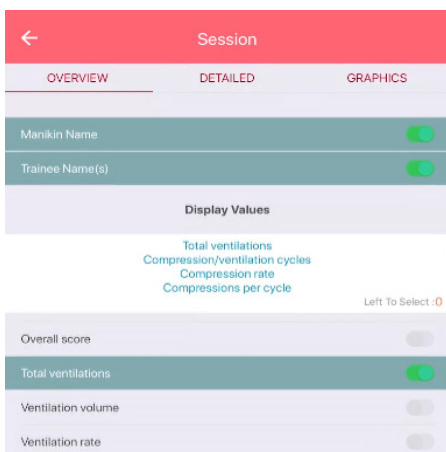 Session
OVERVIEW DETAILED GRAPHICS
Manikin Name
Trainee Name(s)
Display Values
Total ventilations
Compression/ventilation cycles
Compression rate
Compressions per cycle
Left To Select :0
Overall score
Total ventilations
Ventilation volume
Ventilation rate